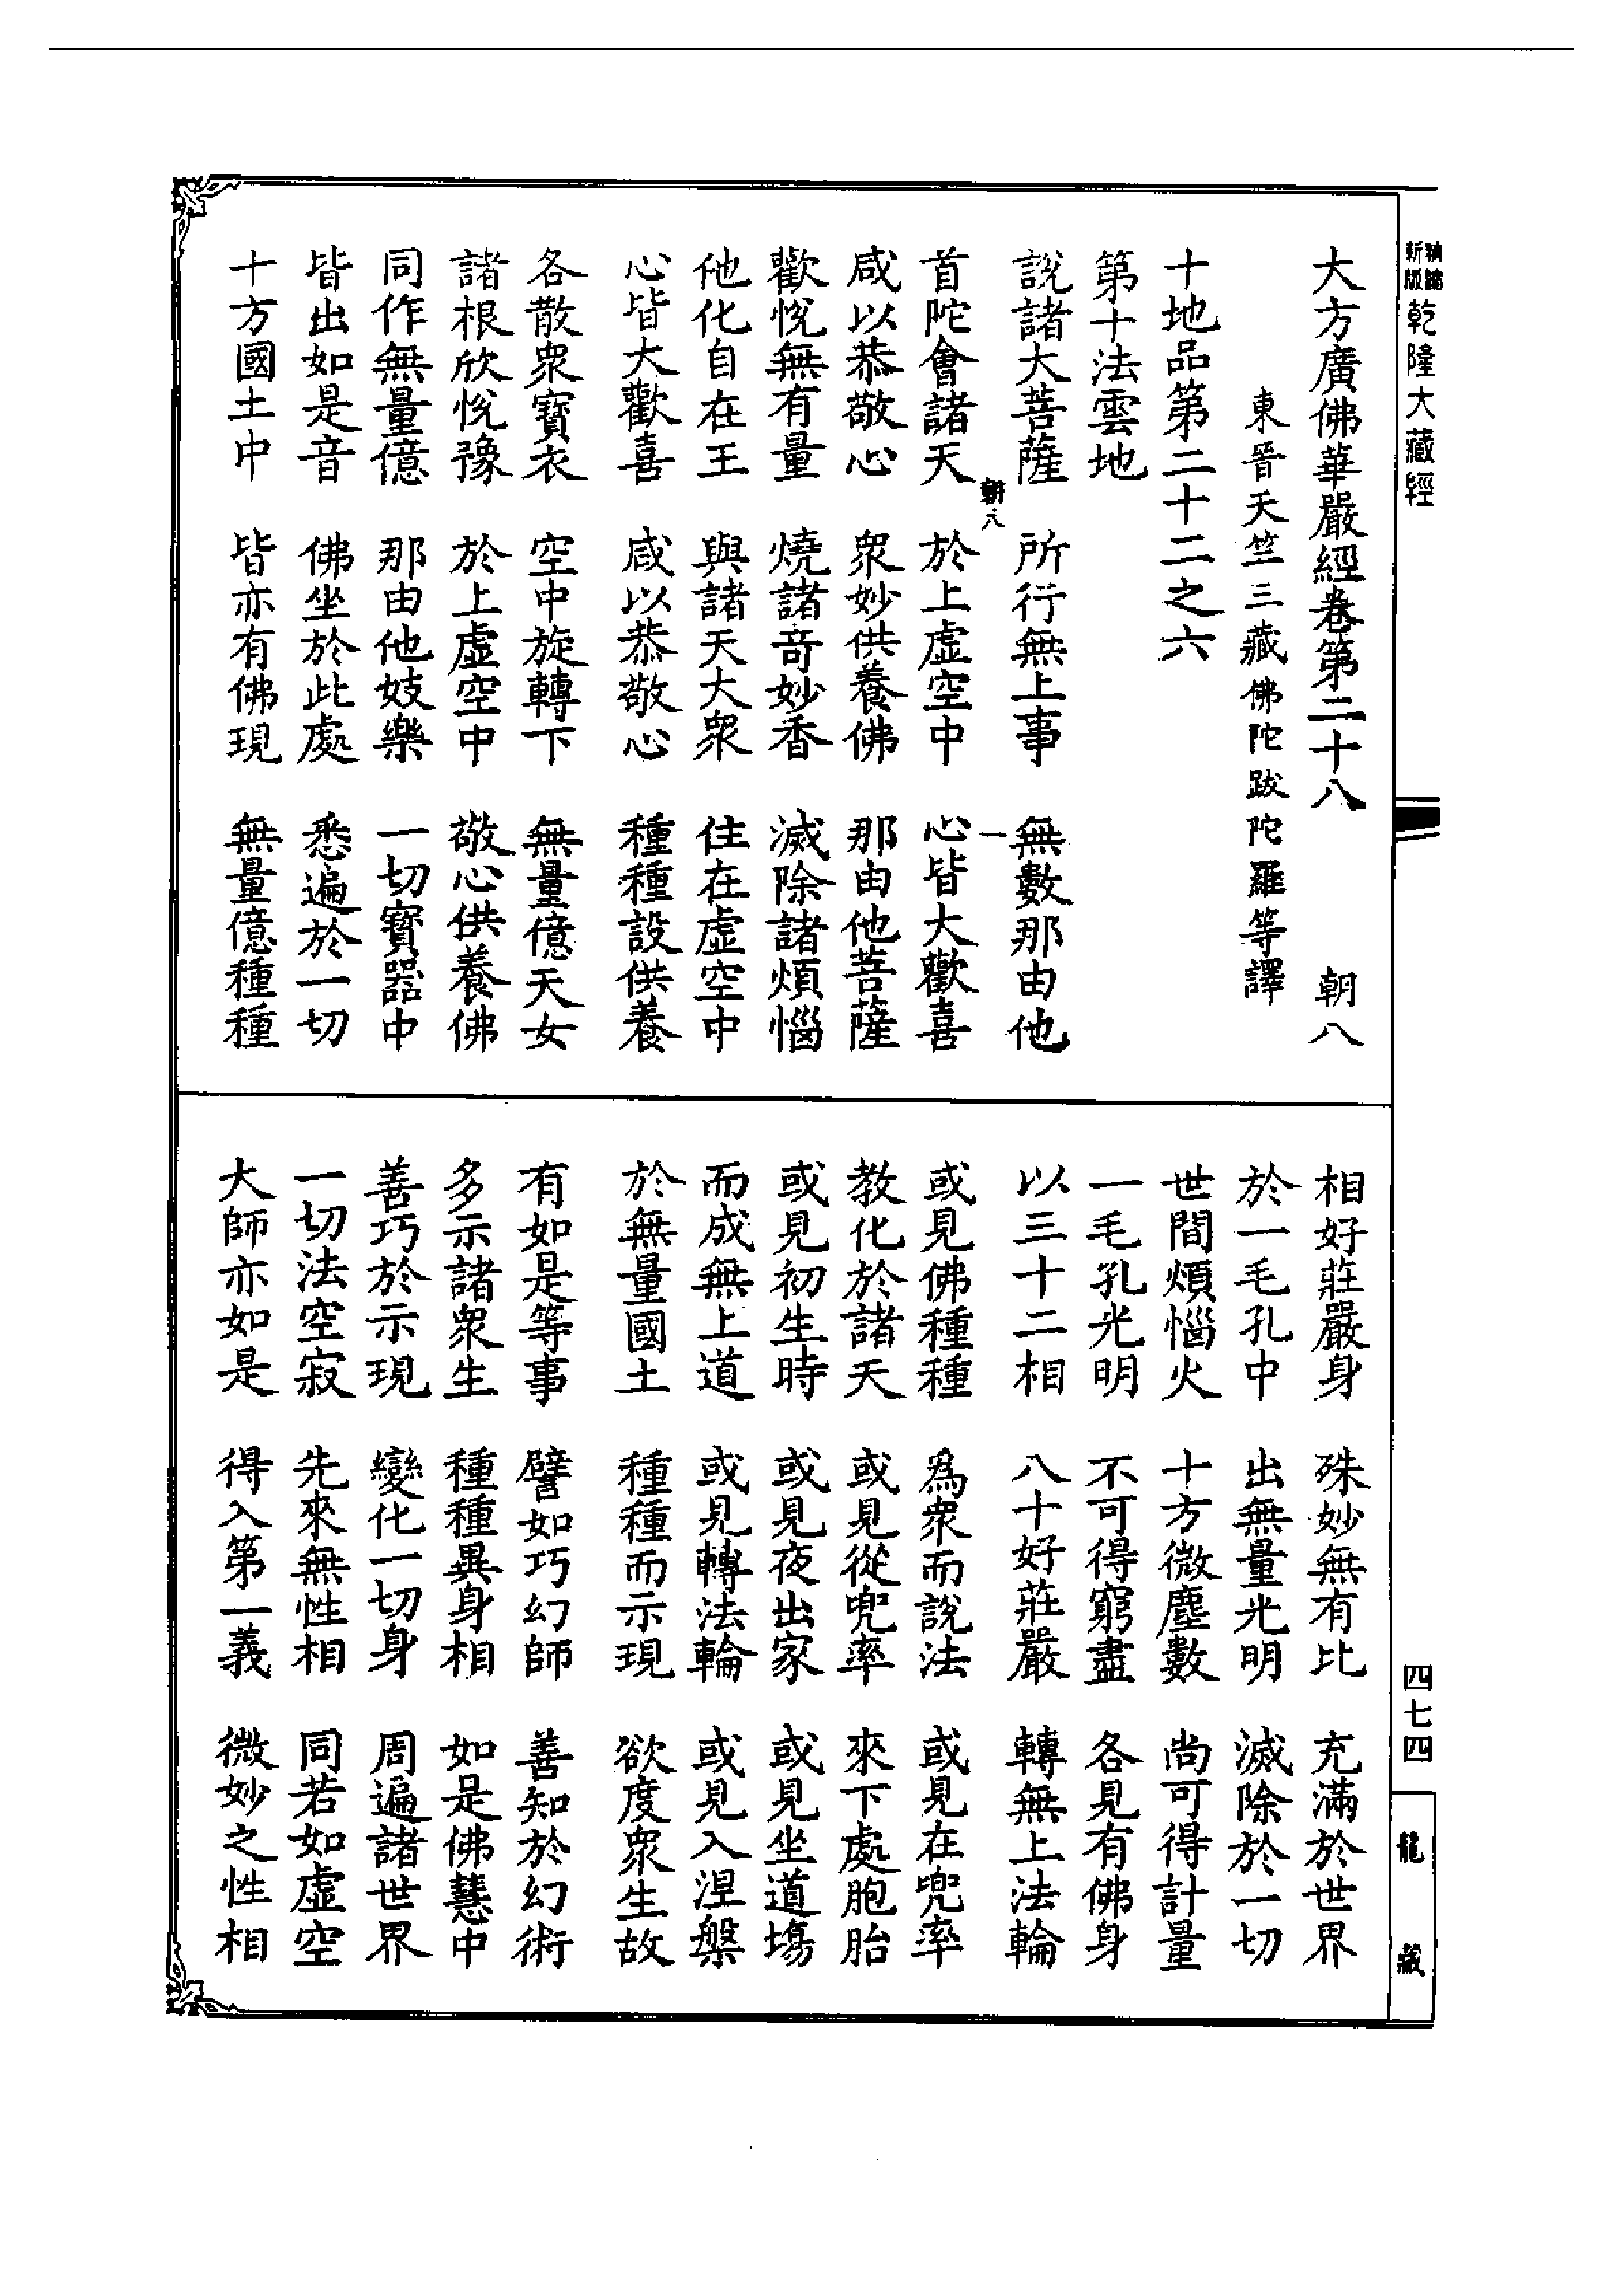 新版 乾隆大藏經
大方廣佛華嚴經卷第二十八 朝八
東晉天竺三藏佛陀跋陀羅等譯
十地品第二十二之六
第十法雲地
說諸大菩薩 所行無上事 無數那由他
朝八 一
首陀會諸天 於上虛空中 心皆大歡喜
咸以恭敬心 眾妙供養佛 那由他菩薩
歡悅無有量 燒諸奇妙香 滅除諸煩惱
他化自在王 與諸天大眾 住在虛空中
心皆大歡喜 咸以恭敬心 種種設供養
各散眾寶衣 空中旋轉下 無量億天女
諸根欣悅豫 於上虛空中 敬心供養佛
同作無量億 那由他妓樂 一切寶器中
皆出如是音 佛坐於此處 悉遍於一切
十方國土中 皆亦有佛現 無量億種種
相好莊嚴身 殊妙無有比 充滿於世界
於一毛孔中 出無量光明 滅除於一切
世間煩惱火 十方微塵數 尚可得計量
一毛孔光明 不可得窮盡 各見有佛身
以三十二相 八十好莊嚴 轉無上法輪
或見佛種種 為眾而說法 或見在兜率
教化於諸天 或見從兜率 來下處胞胎
或見初生時 或見夜出家 或見坐道場
而成無上道 或見轉法輪 或見入涅槃
於無量國土 種種而示現 欲度眾生故
有如是等事 譬如巧幻師 善知於幻術
多示諸眾生 種種異身相 如是佛慧中
善巧於示現 變化一切身 周遍諸世界
一切法空寂 先來無性相 同若如虛空
大師亦如是 得入第一義 微妙之性相
四七四
龍藏